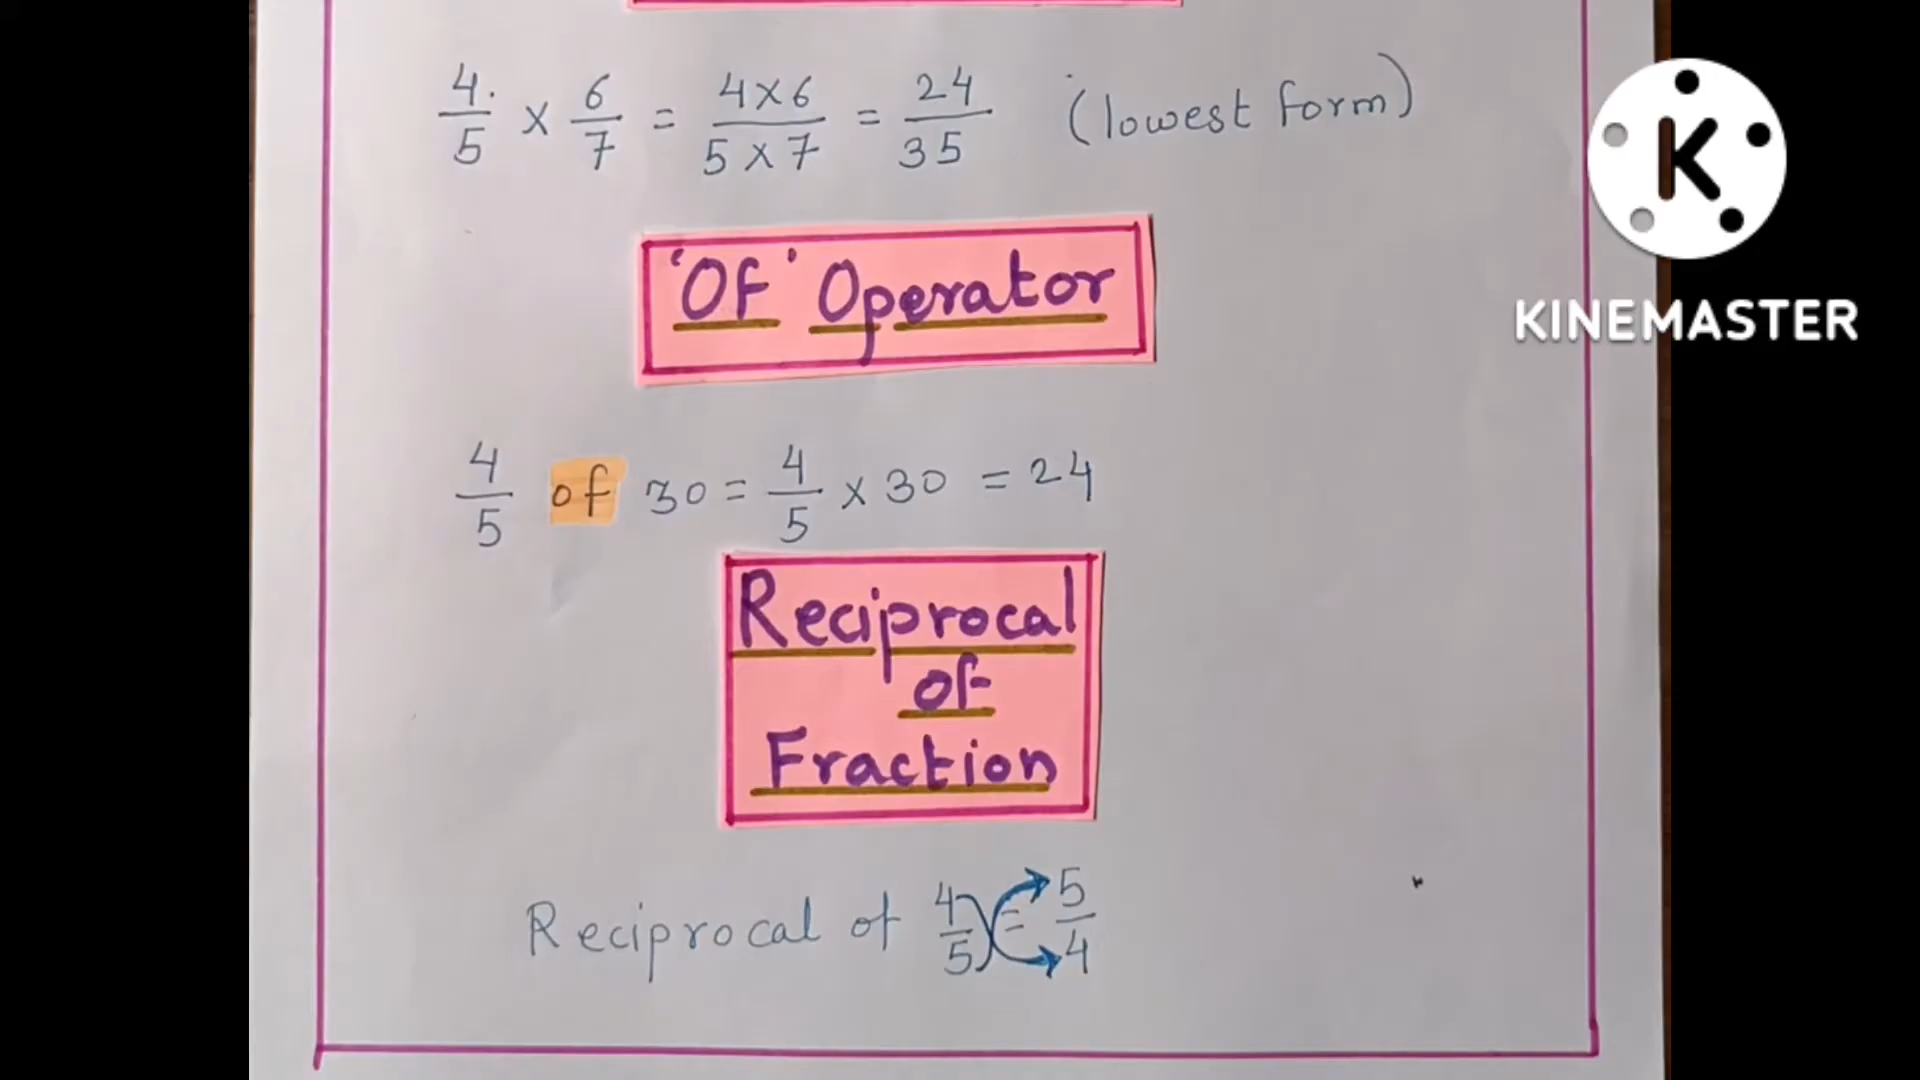 4/5 x 6/7 = 4x6/5x7 = 24/35 (lowest form)
'Of' Operator
4/5 of 30 = 4/5 x 30 = 24
Reciprocal
of
Fraction
Reciprocal of 4/5 = 5/4
K
KINEMASTER